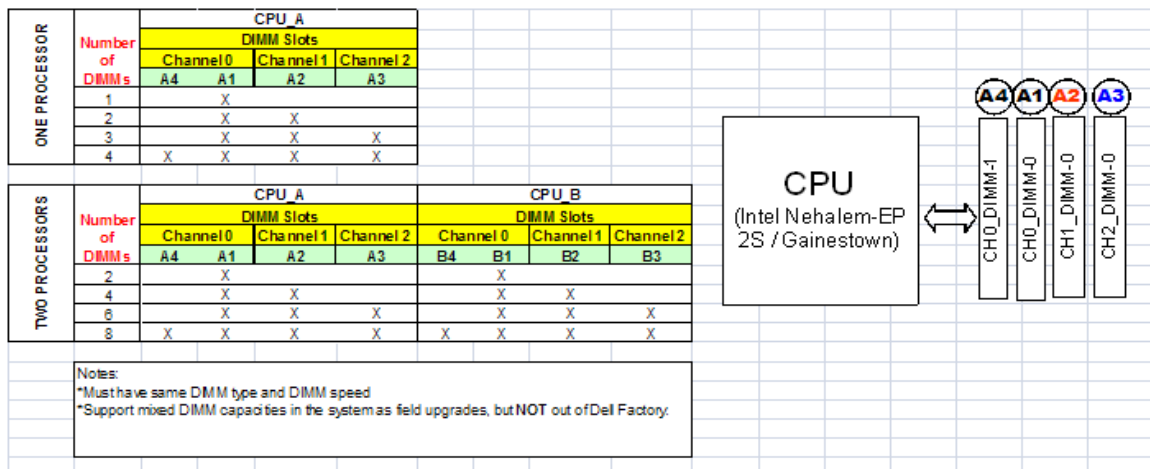 ONE PROCESSOR
CPU_A
Number of DIMMs
DIMM Slots
Channel 0 Channel 1 Channel 2
A4 A1 A2 A3
1 X
2 X X
3 X X X
4 X X X X
TWO PROCESSORS
CPU_A CPU_B
Number of DIMMs
DIMM Slots DIMM Slots
Channel 0 Channel 1 Channel 2 Channel 0 Channel 1 Channel 2
A4 A1 A2 A3 B4 B1 B2 B3
2 X X
4 X X X X
6 X X X X X X
8 X X X X X X X X
Notes:
*Must have same DIMM type and DIMM speed
*Support mixed DIMM capacities in the system as field upgrades, but NOT out of Dell Factory.
CPU
(Intel Nehalem-EP
2S / Gainestown)
A4 A1 A2 A3
CH0_DIMM-1
CH0_DIMM-0
CH1_DIMM-0
CH2_DIMM-0